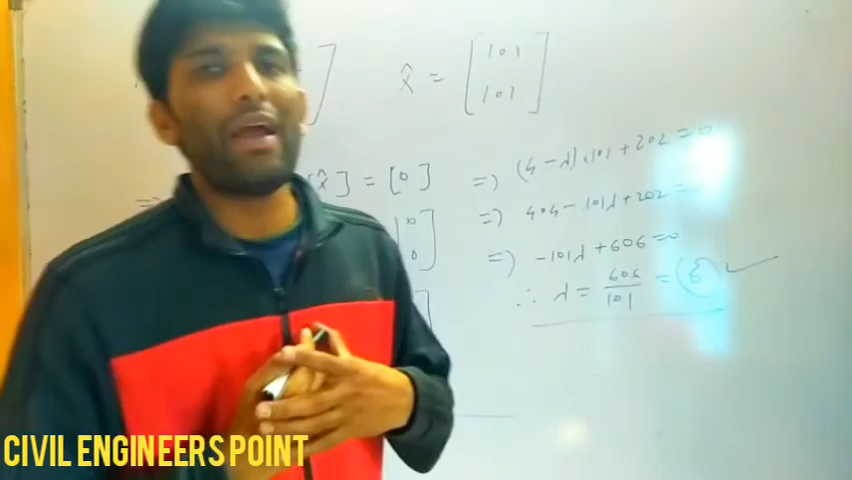 x̂ = [101
101]
[x̂] = [0]
=> (4 - λ) × 101 + 202 = 0
=> 404 - 101λ + 202 =
=> -101λ + 606 = 0
∴ λ = 606/101 = 6 ✓
CIVIL ENGINEERS POINT